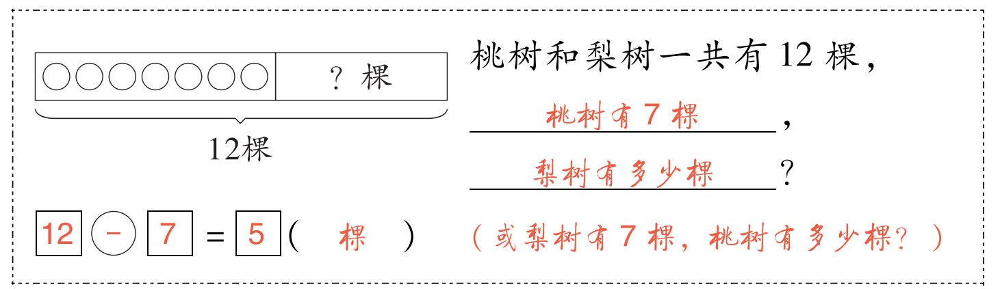 ？棵
12棵
12 － 7 = 5 ( 棵 )
桃树和梨树一共有 12 棵，
桃树有 7 棵，
梨树有多少棵？
（或梨树有 7 棵，桃树有多少棵？）